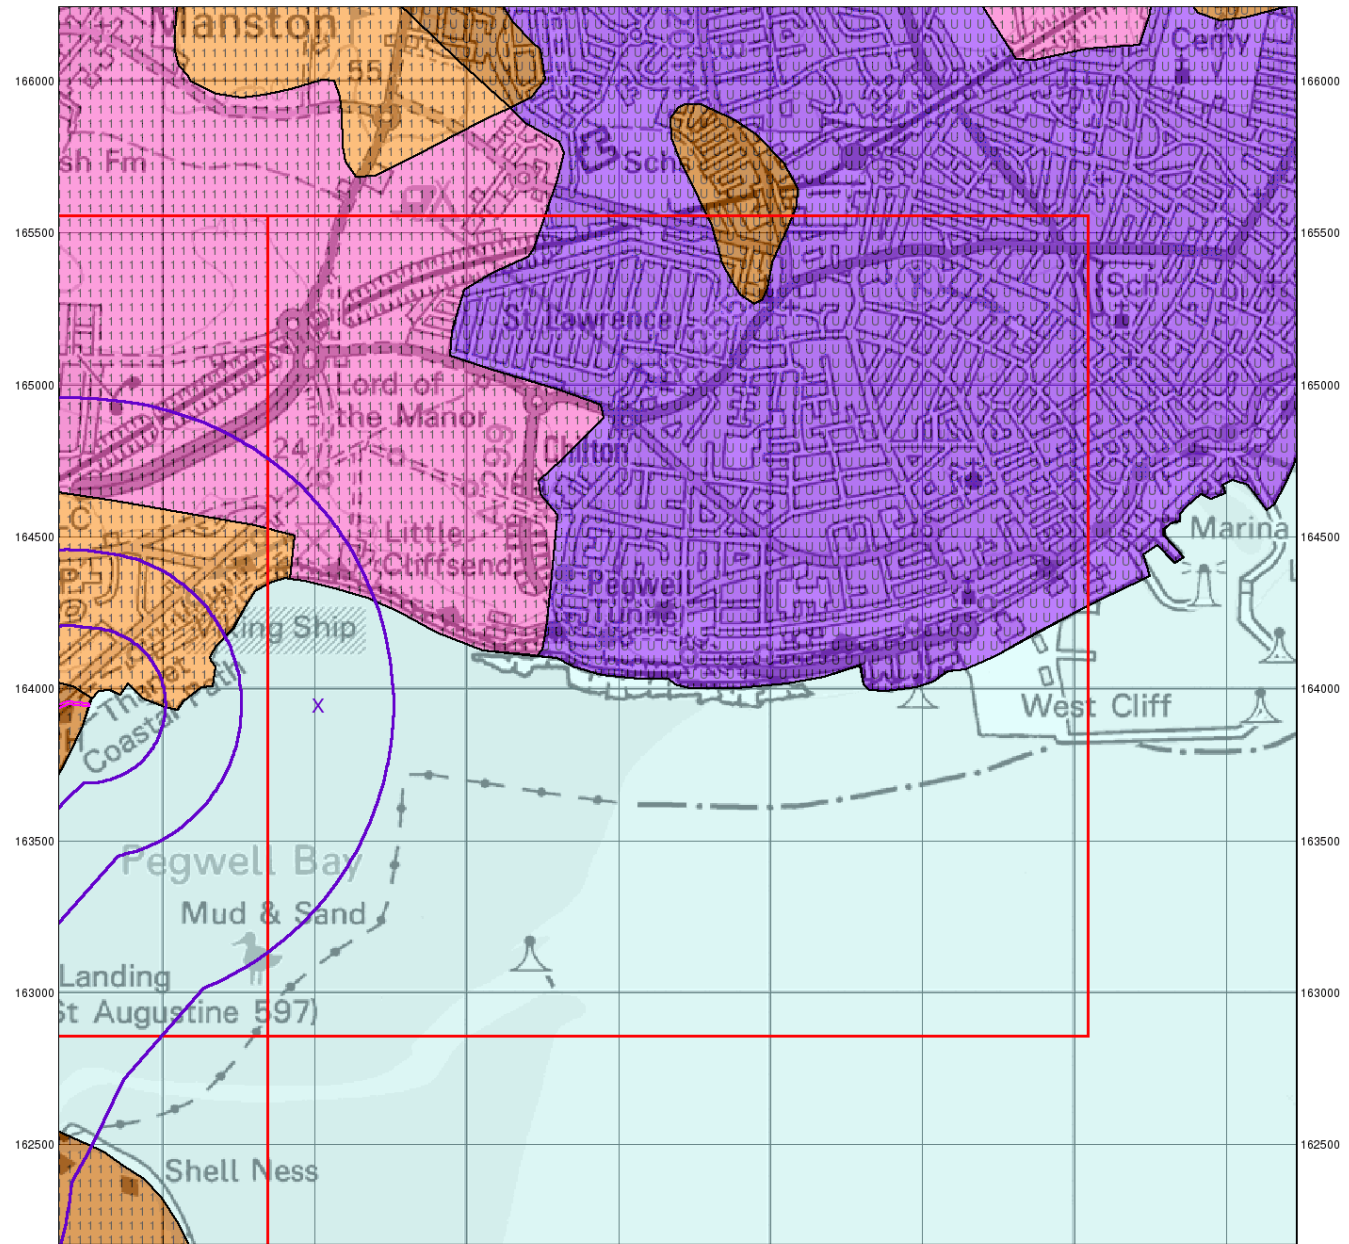 Manston
55
Cemy
166000
166000
sh Fm
Sch
165500
165500
Sch
St Lawrence
165000
165000
Lord of
the Manor
24
A299
Chilton
164500
164500
Little
Cliffsend
Marina
Pegwell
Tunnel
Viking Ship
164000
164000
Thanet
Coastal Path
X
West Cliff
163500
163500
Pegwell Bay
Mud & Sand
163000
163000
Landing
St Augustine 597)
162500
162500
Shell Ness